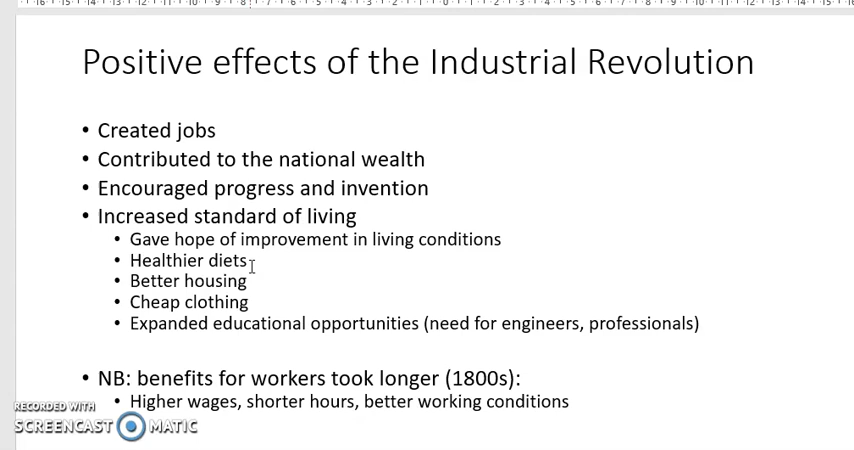 Positive effects of the Industrial Revolution
• Created jobs
• Contributed to the national wealth
• Encouraged progress and invention
• Increased standard of living
• Gave hope of improvement in living conditions
• Healthier diets
• Better housing
• Cheap clothing
• Expanded educational opportunities (need for engineers, professionals)
• NB: benefits for workers took longer (1800s):
• Higher wages, shorter hours, better working conditions
RECORDED WITH
SCREENCAST MATIC